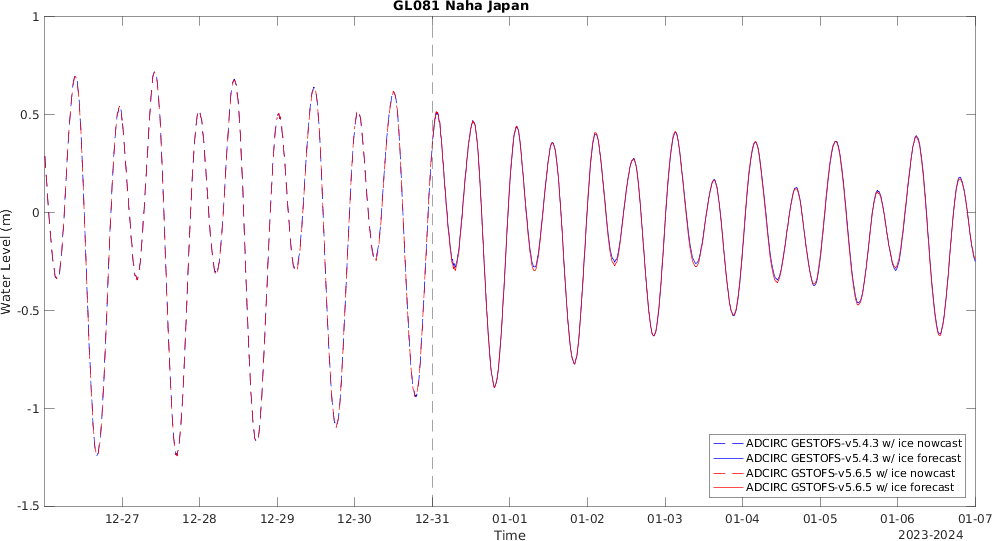 GL081 Naha Japan
1
0.5
0
-0.5
-1
-1.5
Water Level (m)
12-27 12-28 12-29 12-30 12-31 01-01 01-02 01-03 01-04 01-05 01-06 01-07
Time
2023-2024
ADCIRC GESTOFS-v5.4.3 w/ ice nowcast
ADCIRC GESTOFS-v5.4.3 w/ ice forecast
ADCIRC GSTOFS-v5.6.5 w/ ice nowcast
ADCIRC GSTOFS-v5.6.5 w/ ice forecast